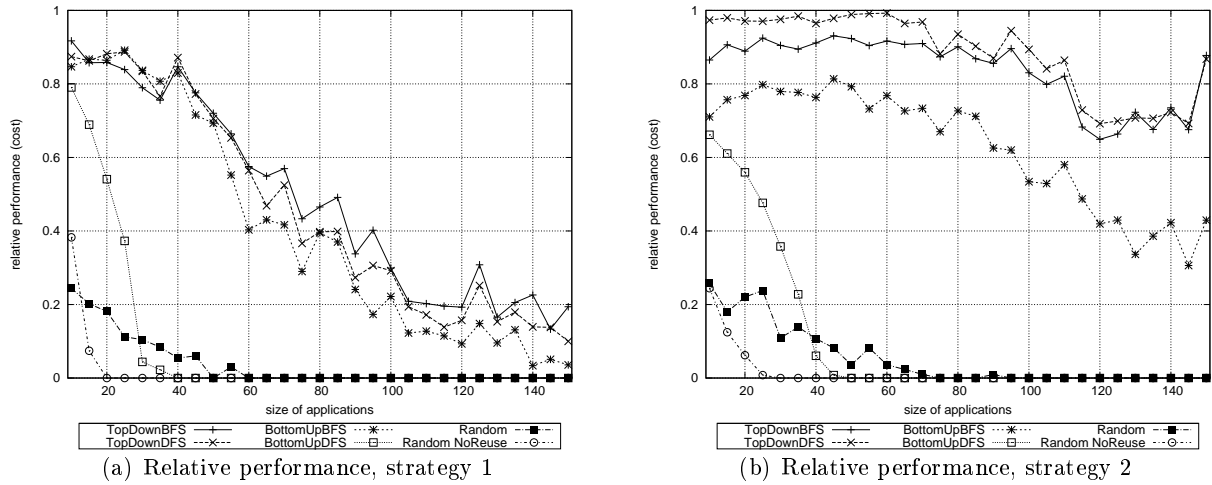 1
0.8
0.6
0.4
0.2
0
relative performance (cost)
20 40 60 80 100 120 140
size of applications
TopDownBFS BottomUpBFS Random
TopDownDFS BottomUpDFS Random NoReuse
(a) Relative performance, strategy 1
1
0.8
0.6
0.4
0.2
0
relative performance (cost)
20 40 60 80 100 120 140
size of applications
TopDownBFS BottomUpBFS Random
TopDownDFS BottomUpDFS Random NoReuse
(b) Relative performance, strategy 2